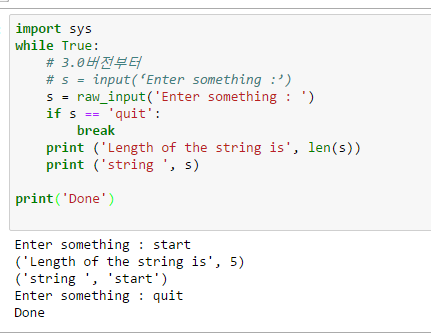 import sys
while True:
    # 3.0버전부터
    # s = input(‘Enter something :’)
    s = raw_input('Enter something : ')
    if s == 'quit':
        break
    print ('Length of the string is', len(s))
    print ('string ', s)

print('Done')
Enter something : start
('Length of the string is', 5)
('string ', 'start')
Enter something : quit
Done